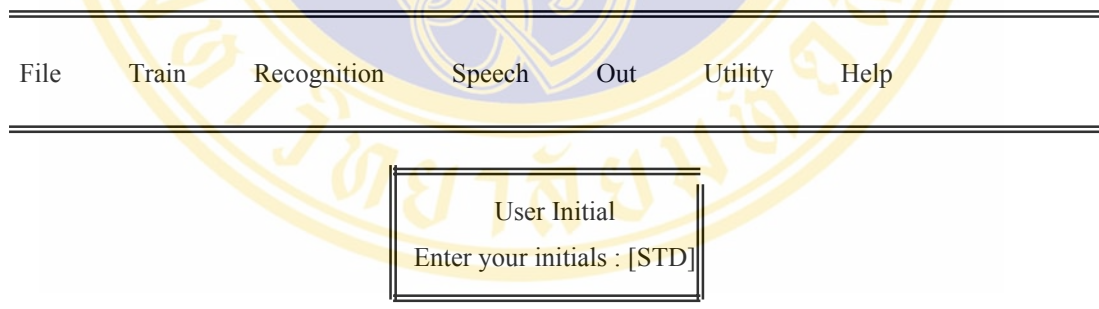 File Train Recognition Speech Out Utility Help
User Initial
Enter your initials : [STD]